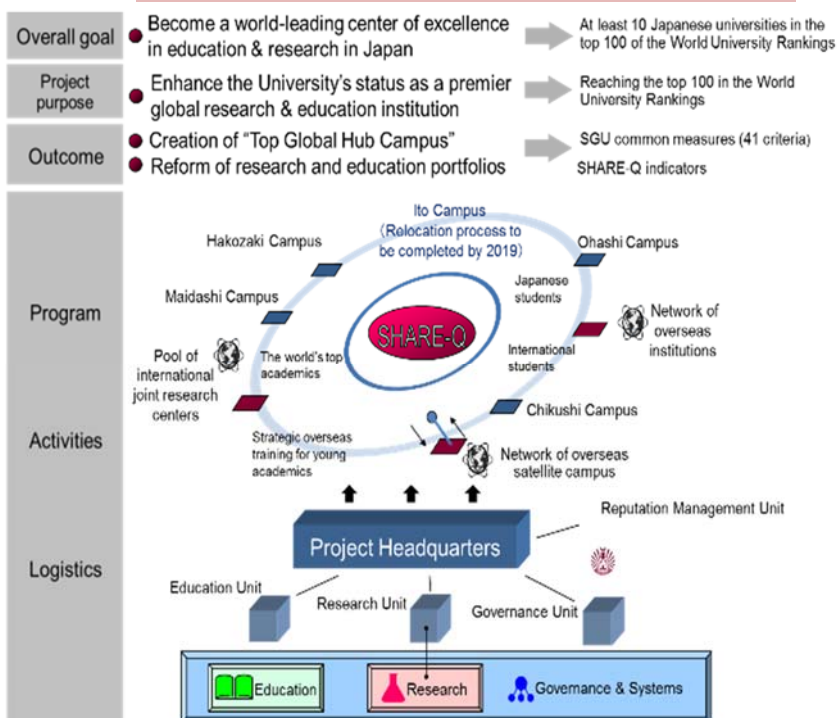 Overall goal
Become a world-leading center of excellence
in education & research in Japan
At least 10 Japanese universities in the
top 100 of the World University Rankings
Project
purpose
Enhance the University's status as a premier
global research & education institution
Reaching the top 100 in the World
University Rankings
Outcome
Creation of "Top Global Hub Campus"
Reform of research and education portfolios
SGU common measures (41 criteria)
SHARE-Q indicators
Program
Activities
Logistics
Ito Campus
(Relocation process to
be completed by 2019)
Hakozaki Campus
Ohashi Campus
Maidashi Campus
Japanese
students
SHARE-Q
Network of
overseas
institutions
Pool of
international
joint research
centers
The world's top
academics
International
students
Chikushi Campus
Strategic overseas
training for young
academics
Network of overseas
satellite campus
Reputation Management Unit
Project Headquarters
Education Unit
Research Unit
Governance Unit
Education
Research
Governance & Systems